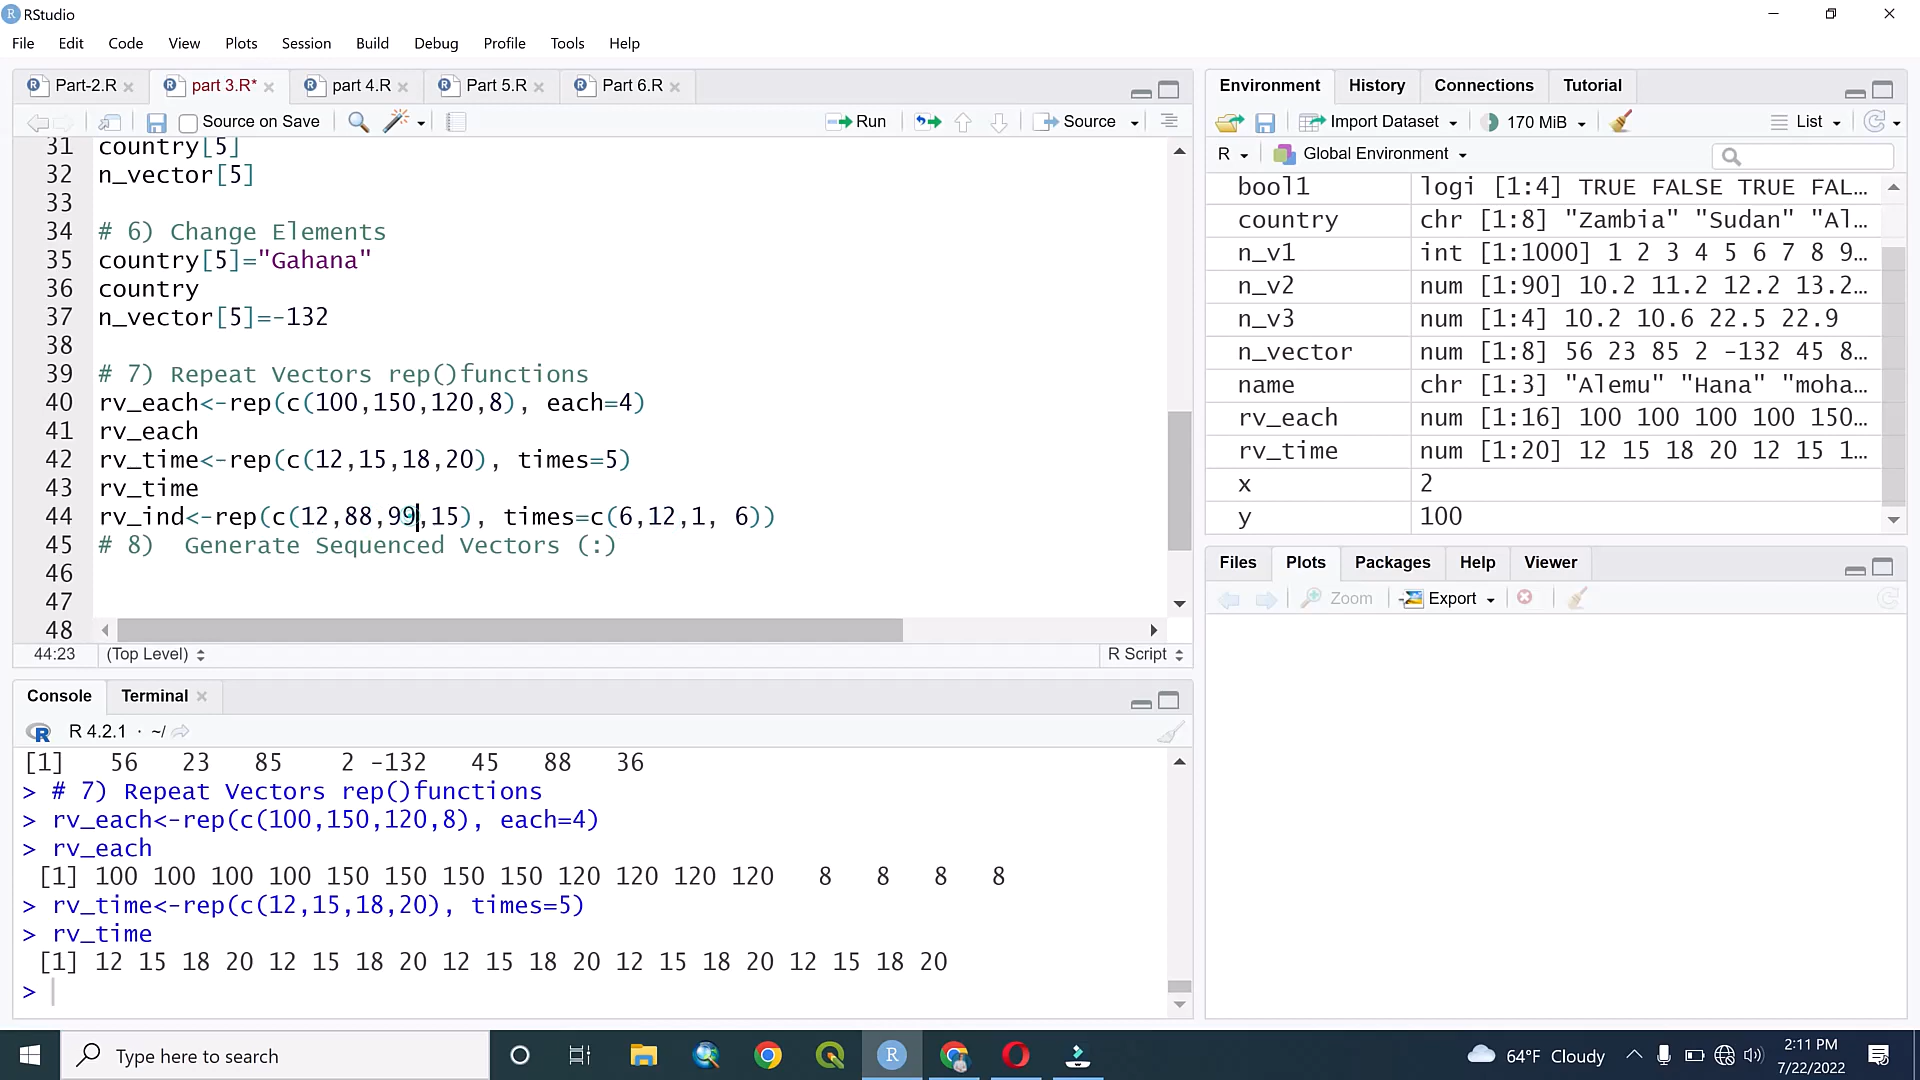 RStudio
File Edit Code View Plots Session Build Debug Profile Tools Help
Part-2.R part 3.R* part 4.R Part 5.R Part 6.R
Source on Save Run Source
31 country[5]
32 n_vector[5]
33
34 # 6) Change Elements
35 country[5]="Gahana"
36 country
37 n_vector[5]=-132
38
39 # 7) Repeat Vectors rep()functions
40 rv_each<-rep(c(100,150,120,8), each=4)
41 rv_each
42 rv_time<-rep(c(12,15,18,20), times=5)
43 rv_time
44 rv_ind<-rep(c(12,88,99,15), times=c(6,12,1, 6))
45 # 8)  Generate Sequenced Vectors (:)
46
47
48
44:23 (Top Level) R Script
Console Terminal
R 4.2.1 · ~/
[1] 56 23 85 2 -132 45 88 36
> # 7) Repeat Vectors rep()functions
> rv_each<-rep(c(100,150,120,8), each=4)
> rv_each
[1] 100 100 100 100 150 150 150 150 120 120 120 120 8 8 8 8
> rv_time<-rep(c(12,15,18,20), times=5)
> rv_time
[1] 12 15 18 20 12 15 18 20 12 15 18 20 12 15 18 20 12 15 18 20
>
Environment History Connections Tutorial
Import Dataset 170 MiB List
R Global Environment
bool1 logi [1:4] TRUE FALSE TRUE FAL…
country chr [1:8] "Zambia" "Sudan" "Al…
n_v1 int [1:1000] 1 2 3 4 5 6 7 8 9…
n_v2 num [1:90] 10.2 11.2 12.2 13.2…
n_v3 num [1:4] 10.2 10.6 22.5 22.9
n_vector num [1:8] 56 23 85 2 -132 45 8…
name chr [1:3] "Alemu" "Hana" "moha…
rv_each num [1:16] 100 100 100 100 150…
rv_time num [1:20] 12 15 18 20 12 15 1…
x 2
y 100
Files Plots Packages Help Viewer
Zoom Export
Type here to search
64°F Cloudy
2:11 PM
7/22/2022